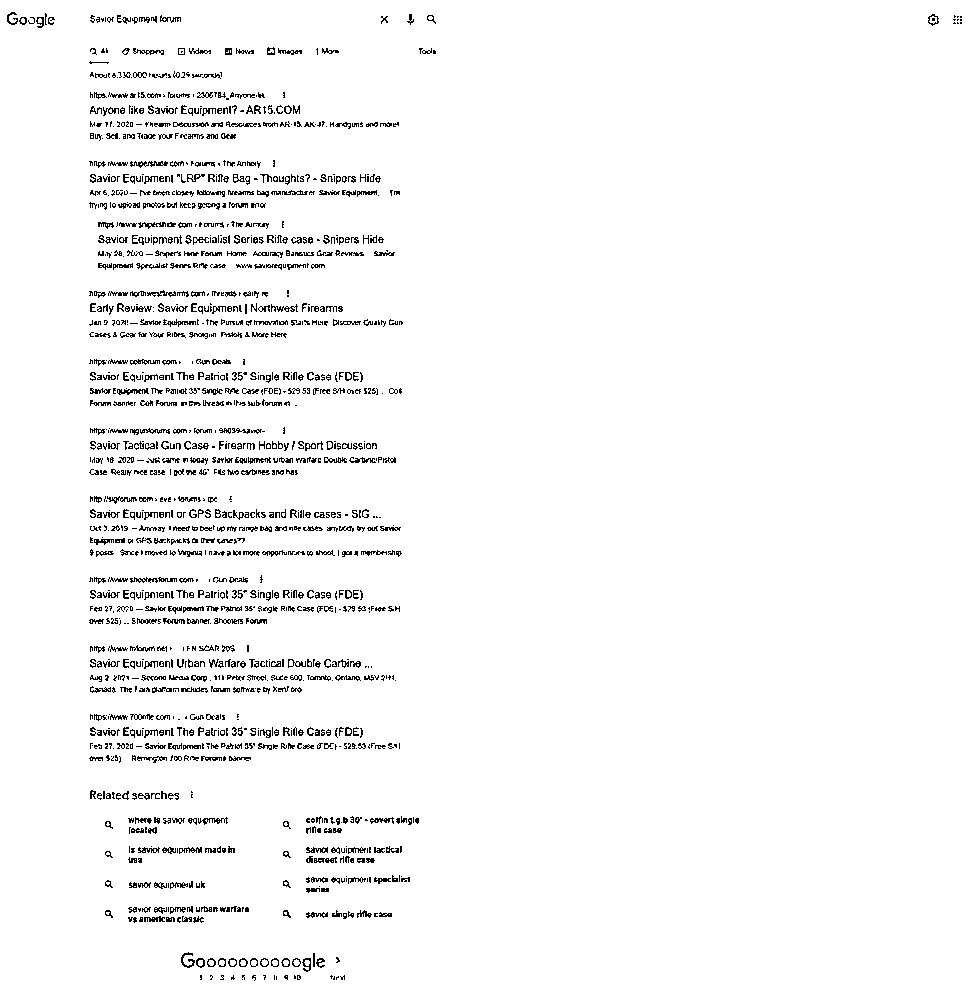 Google
Savior Equipment forum
All Shopping Videos News Images More Tools
About 6,330,000 results (0.29 seconds)
https://www.ar15.com › forums ›
Anyone like Savior Equipment? - AR15.COM
Mar 17, 2020 — Firearm Discussion and Resources from AR-15, AK-47, Handguns and more!
Buy, Sell, and Trade your Firearms and Gear.
https://www.snipershide.com › Forums › The Armory
Savior Equipment "LRP" Rifle Bag - Thoughts? - Snipers Hide
Apr 6, 2020 — I've been closely following firearms bag manufacturer Savior Equipment. I'm
trying to upload photos but keep getting a forum error
https://www.snipershide.com › Forums › The Armory
Savior Equipment Specialist Series Rifle case - Snipers Hide
May 28, 2020 — Sniper's Hide Forum. Home. Accuracy Ballistics Gear Reviews. Savior
Equipment Specialist Series Rifle case www.saviorequipment.com
https://www.northwestfirearms.com › threads › early-re
Early Review: Savior Equipment | Northwest Firearms
Jan 9, 2020 — Savior Equipment - The Pursuit of Innovation Starts Here. Discover Quality Gun
Cases & Gear for Your Rifles, Shotgun, Pistols & More Here
https://www.coltforum.com › › Gun Deals
Savior Equipment The Patriot 35" Single Rifle Case (FDE)
Savior Equipment The Patriot 35" Single Rifle Case (FDE) - $29.53 (Free S/H over $25) ... Colt
Forum banner. Colt Forum. in this thread in this sub-forum in ...
https://www.njgunforums.com › forum › 98039-savior-
Savior Tactical Gun Case - Firearm Hobby / Sport Discussion
May 18, 2020 — Just came in today. Savior Equipment Urban Warfare Double Carbine/Pistol
Case. Really nice case. I got the 46". Fits two carbines and has
http://sigforum.com › eve › forums › tpc
Savior Equipment or GPS Backpacks and Rifle cases - SIG ...
Oct 3, 2019 — Anyway, I need to beef up my range bag and rifle cases. anybody try out Savior
Equipment or GPS Backpacks or their cases??
9 posts · Since I moved to Virginia I have a lot more opportunities to shoot, I got a membership
https://www.shootersforum.com › › Gun Deals
Savior Equipment The Patriot 35" Single Rifle Case (FDE)
Feb 27, 2020 — Savior Equipment The Patriot 35" Single Rifle Case (FDE) - $29.53 (Free S/H
over $25) ... Shooters Forum banner. Shooters Forum
https://www.fnforum.net › › FN SCAR 20S
Savior Equipment Urban Warfare Tactical Double Carbine ...
Aug 2, 2021 — Second Media Corp., 111 Peter Street, Suite 600, Toronto, Ontario, M5V 2H1,
Canada. The Fora platform includes forum software by XenForo
https://www.700rifle.com › ... › Gun Deals
Savior Equipment The Patriot 35" Single Rifle Case (FDE)
Feb 27, 2020 — Savior Equipment The Patriot 35" Single Rifle Case (FDE) - $29.53 (Free S/H
over $25) Remington 700 Rifle Forums banner
Related searches
where is savior equipment
located
is savior equipment made in
usa
savior equipment uk
savior equipment urban warfare
vs american classic
coffin t.g.b 30" - covert single
rifle case
savior equipment tactical
discreet rifle case
savior equipment specialist
series
savior single rifle case
Goooooooooogle
1 2 3 4 5 6 7 8 9 10 Next